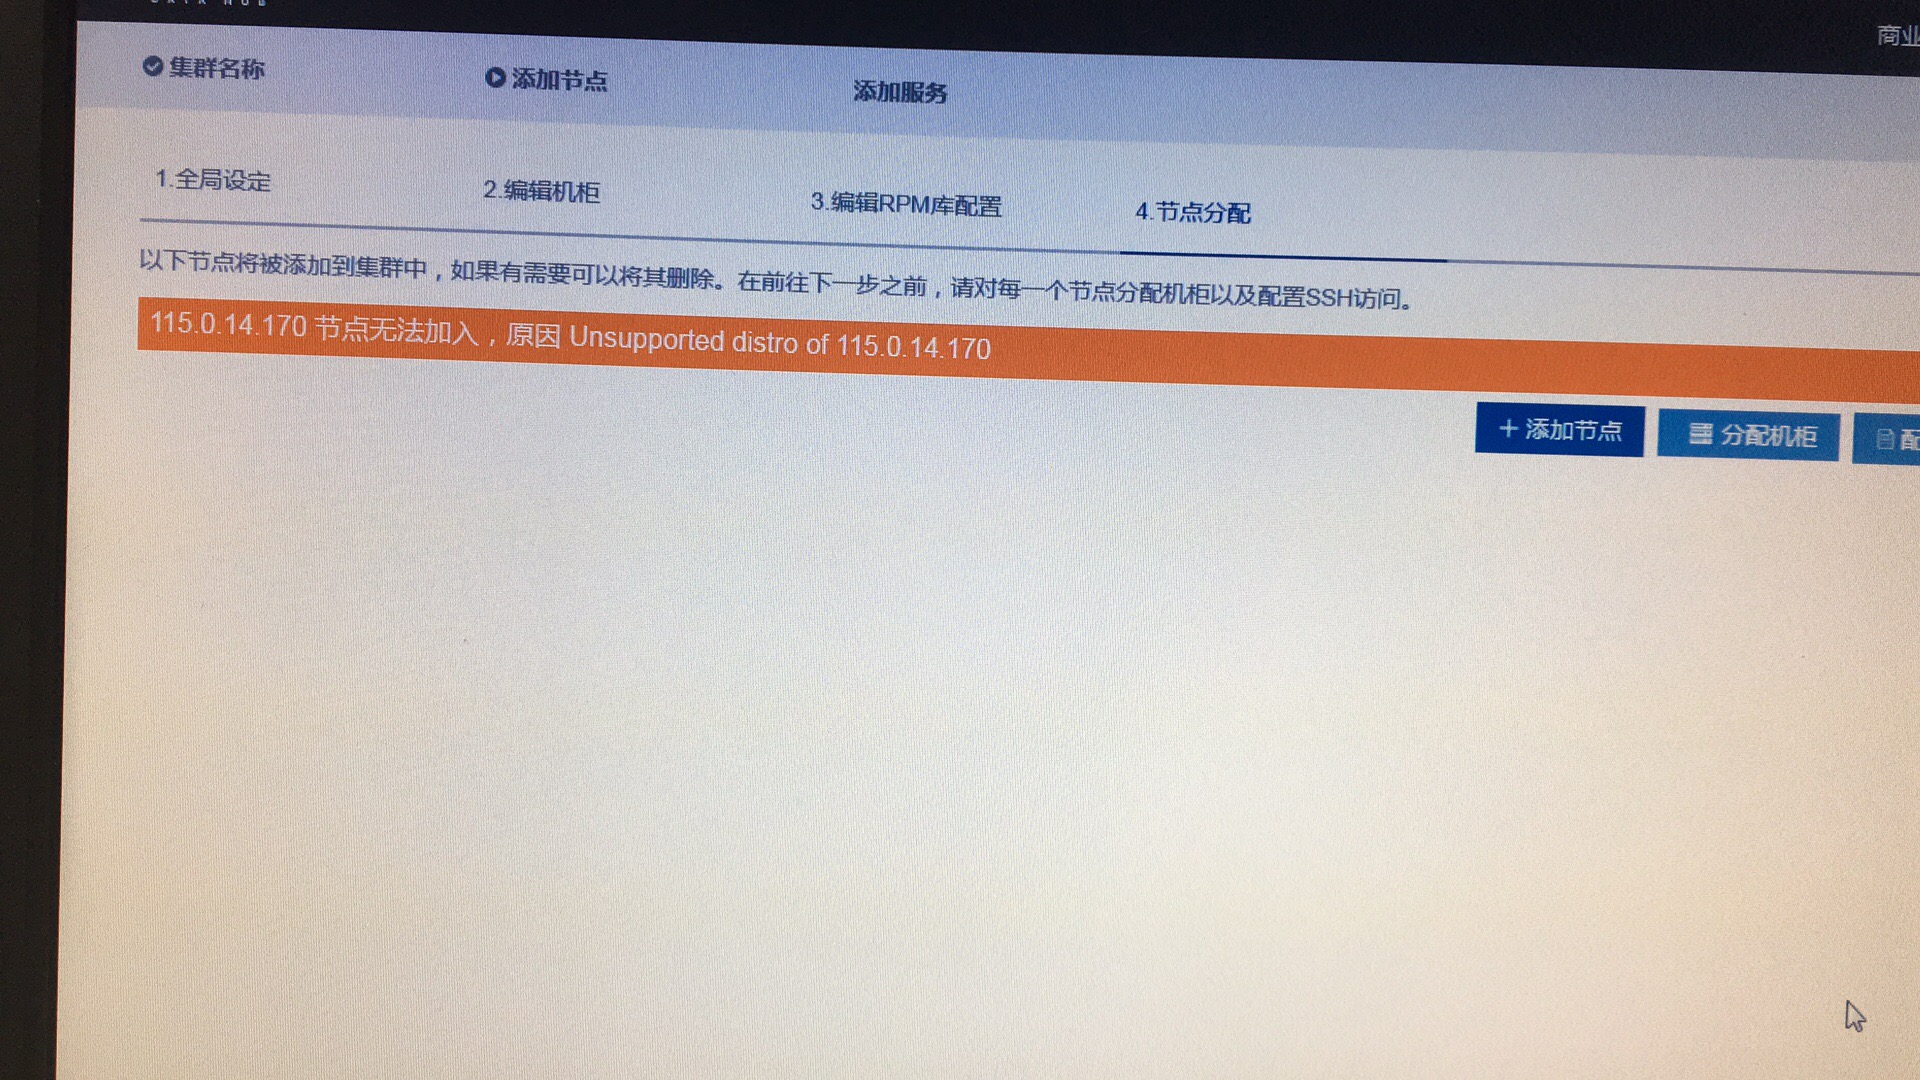 DATA HUB
商业
集群名称
添加节点
添加服务
1.全局设定
2.编辑机柜
3.编辑RPM库配置
4.节点分配
以下节点将被添加到集群中，如果有需要可以将其删除。在前往下一步之前，请对每一个节点分配机柜以及配置SSH访问。
115.0.14.170 节点无法加入，原因 Unsupported distro of 115.0.14.170
添加节点
分配机柜
配